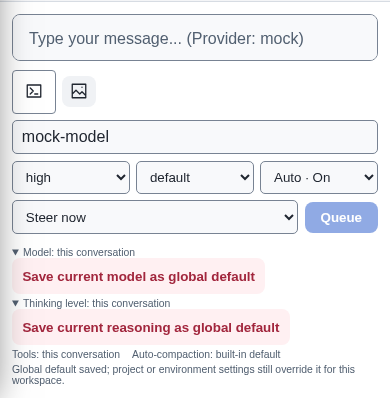 Type your message... (Provider: mock)
mock-model
high default Auto · On
Steer now Queue
▼ Model: this conversation
Save current model as global default
▼ Thinking level: this conversation
Save current reasoning as global default
Tools: this conversation Auto-compaction: built-in default
Global default saved; project or environment settings still override it for this
workspace.